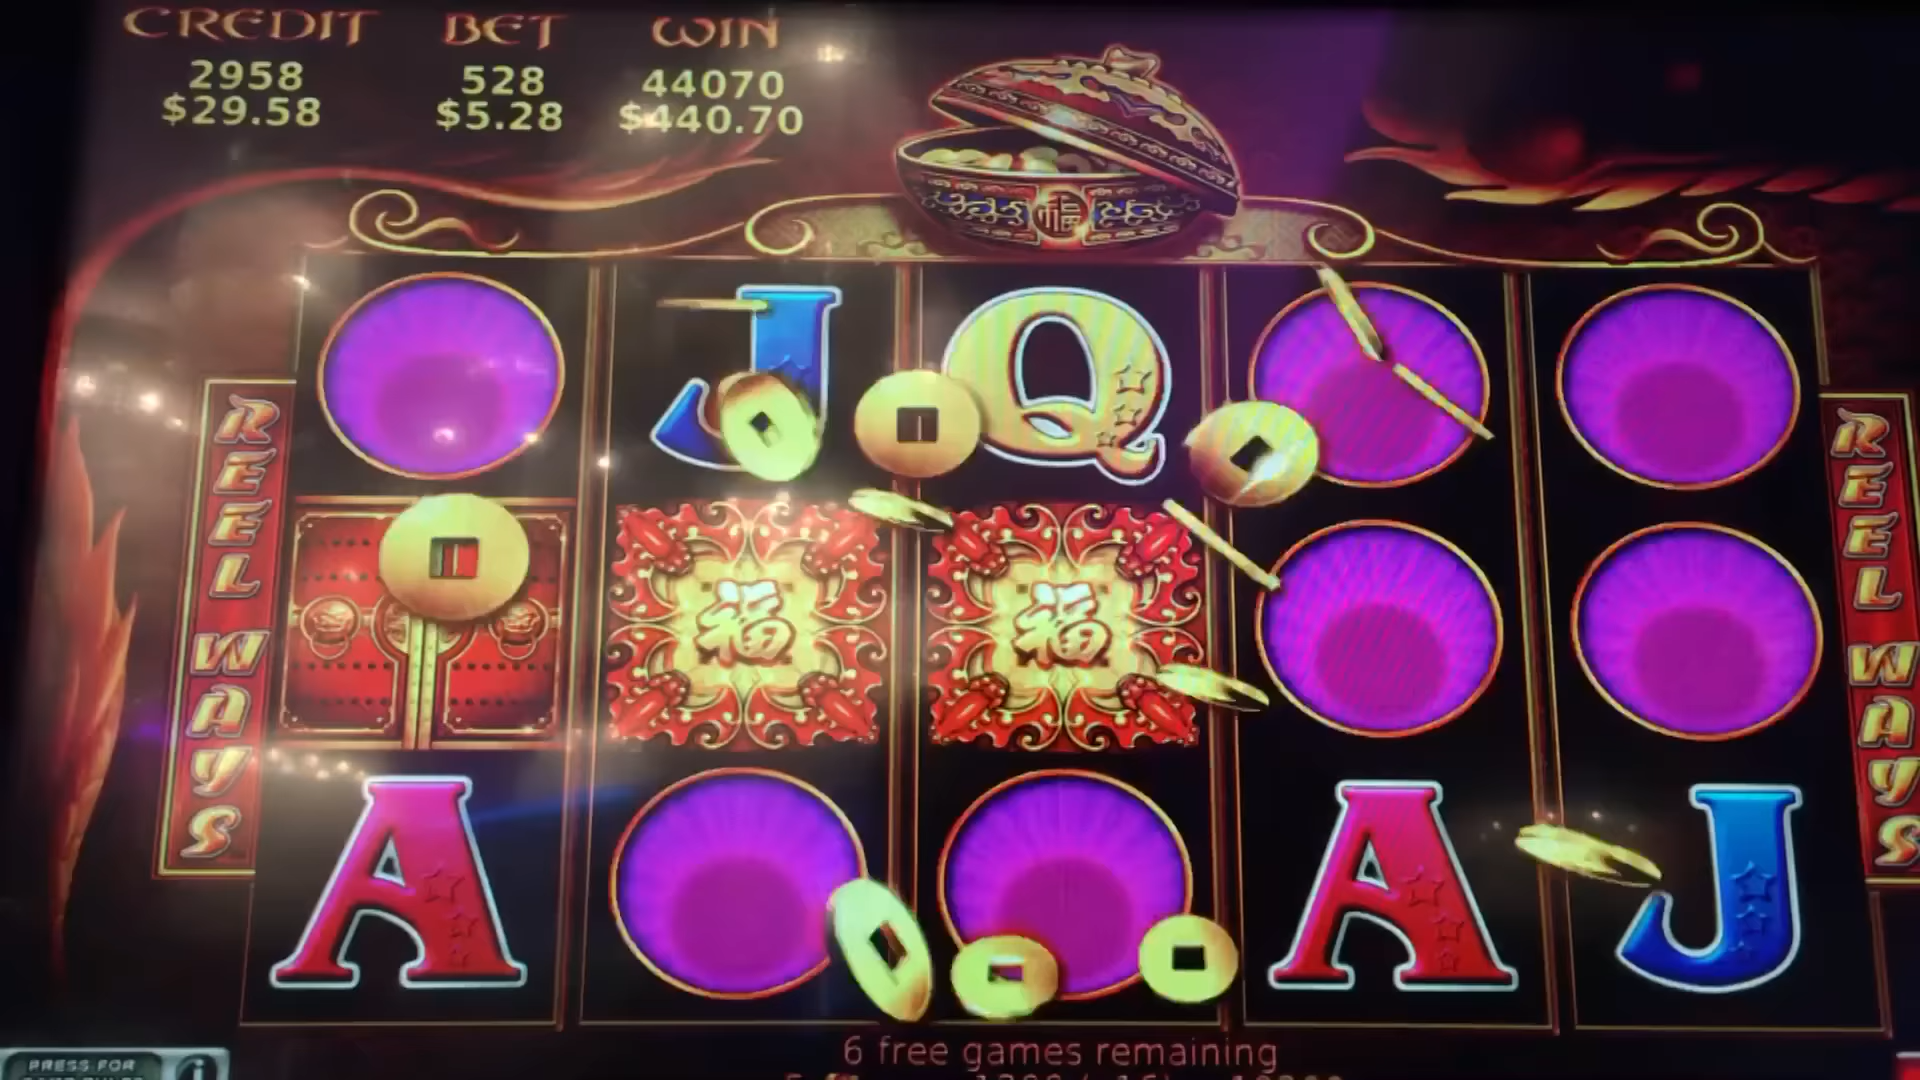 CREDIT BET WIN
2958 528 44070
$29.58 $5.28 $440.70
福
J Q
REEL WAYS
REEL WAYS
福 福
A A J
6 free games remaining
PRESS FOR
i